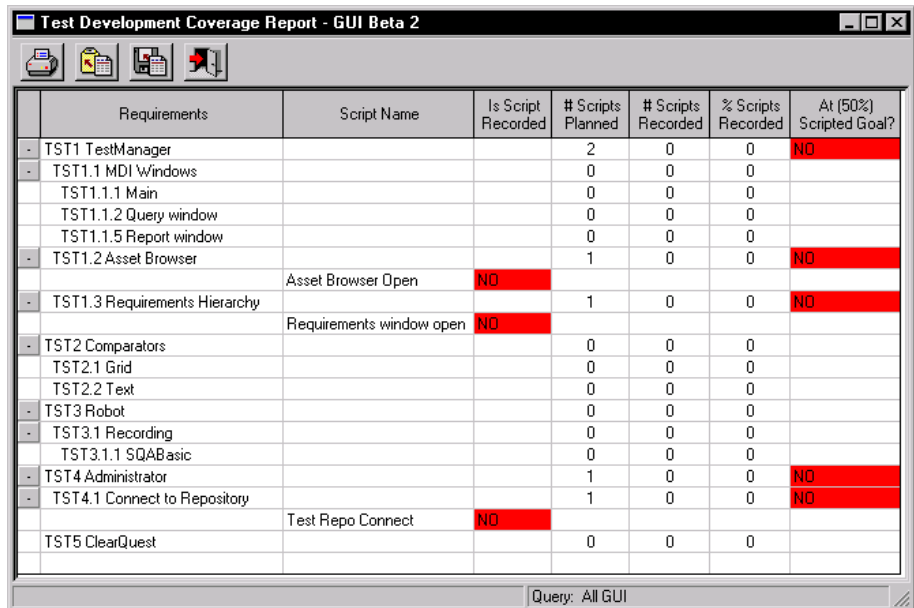 Test Development Coverage Report - GUI Beta 2
Requirements Script Name Is Script Recorded # Scripts Planned # Scripts Recorded % Scripts Recorded At (50%) Scripted Goal?
- TST1 TestManager 2 0 0 NO
- TST1.1 MDI Windows 0 0 0
TST1.1.1 Main 0 0 0
TST1.1.2 Query window 0 0 0
TST1.1.5 Report window 0 0 0
- TST1.2 Asset Browser 1 0 0 NO
Asset Browser Open NO
- TST1.3 Requirements Hierarchy 1 0 0 NO
Requirements window open NO
- TST2 Comparators 0 0 0
TST2.1 Grid 0 0 0
TST2.2 Text 0 0 0
- TST3 Robot 0 0 0
- TST3.1 Recording 0 0 0
TST3.1.1 SQABasic 0 0 0
- TST4 Administrator 1 0 0 NO
- TST4.1 Connect to Repository 1 0 0 NO
Test Repo Connect NO
TST5 ClearQuest 0 0 0
Query: All GUI